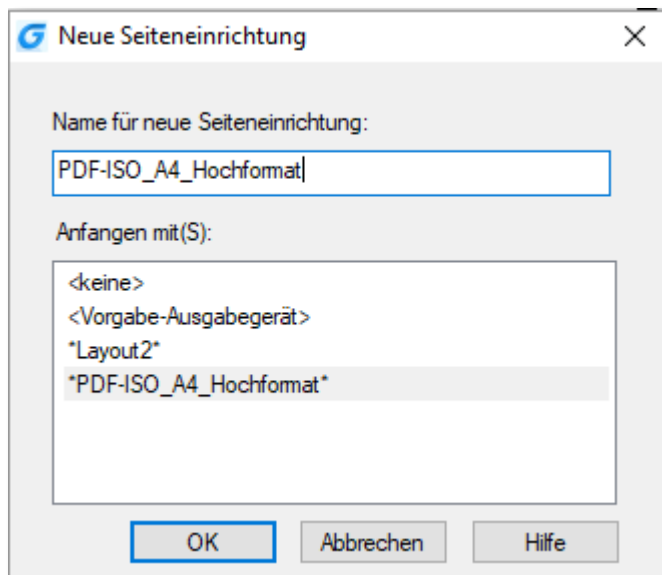 Neue Seiteneinrichtung
Name für neue Seiteneinrichtung:
PDF-ISO_A4_Hochformat
Anfangen mit(S):
<keine>
<Vorgabe-Ausgabegerät>
*Layout2*
*PDF-ISO_A4_Hochformat*
OK Abbrechen Hilfe